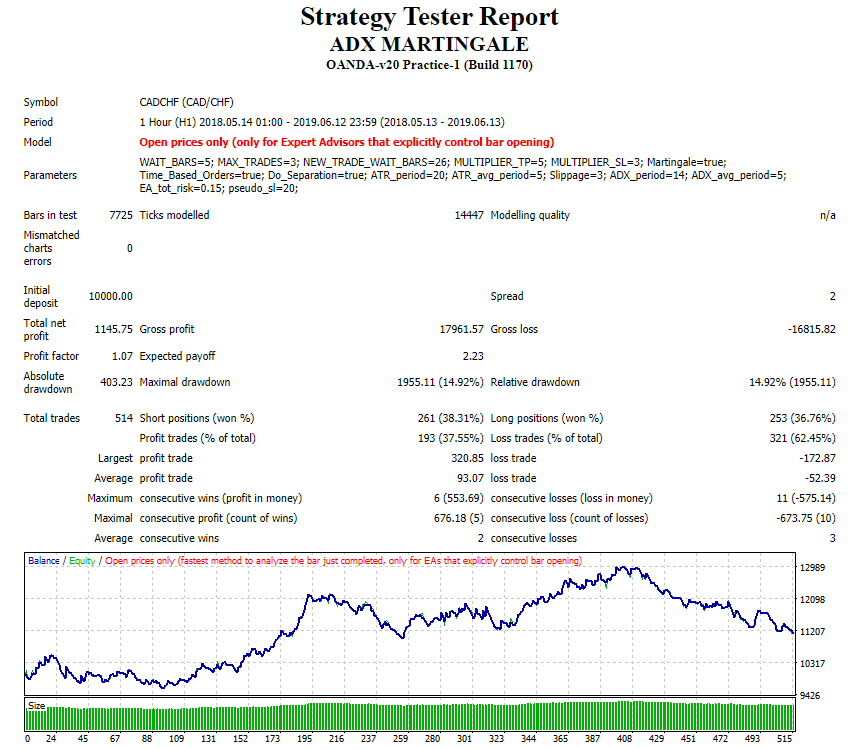 Strategy Tester Report
ADX MARTINGALE
OANDA-v20 Practice-1 (Build 1170)
Symbol CADCHF (CAD/CHF)
Period 1 Hour (H1) 2018.05.14 01:00 - 2019.06.12 23:59 (2018.05.13 - 2019.06.13)
Model Open prices only (only for Expert Advisors that explicitly control bar opening)
Parameters WAIT_BARS=5; MAX_TRADES=3; NEW_TRADE_WAIT_BARS=26; MULTIPLIER_TP=5; MULTIPLIER_SL=3; Martingale=true;
Time_Based_Orders=true; Do_Separation=true; ATR_period=20; ATR_avg_period=5; Slippage=3; ADX_period=14; ADX_avg_period=5;
EA_tot_risk=0.15; pseudo_sl=20;
Bars in test 7725 Ticks modelled 14447 Modelling quality n/a
Mismatched
charts 0
errors
Initial
deposit 10000.00 Spread 2
Total net
profit 1145.75 Gross profit 17961.57 Gross loss -16815.82
Profit factor 1.07 Expected payoff 2.23
Absolute
drawdown 403.23 Maximal drawdown 1955.11 (14.92%) Relative drawdown 14.92% (1955.11)
Total trades 514 Short positions (won %) 261 (38.31%) Long positions (won %) 253 (36.76%)
Profit trades (% of total) 193 (37.55%) Loss trades (% of total) 321 (62.45%)
Largest profit trade 320.85 loss trade -172.87
Average profit trade 93.07 loss trade -52.39
Maximum consecutive wins (profit in money) 6 (553.69) consecutive losses (loss in money) 11 (-575.14)
Maximal consecutive profit (count of wins) 676.18 (5) consecutive loss (count of losses) -673.75 (10)
Average consecutive wins 2 consecutive losses 3
Balance / Equity / Open prices only (fastest method to analyze the bar just completed, only for EAs that explicitly control bar opening)
12989
12098
11207
10317
9426
Size
0 24 45 67 88 109 131 152 173 195 216 237 259 280 301 323 344 365 387 408 429 451 472 493 515